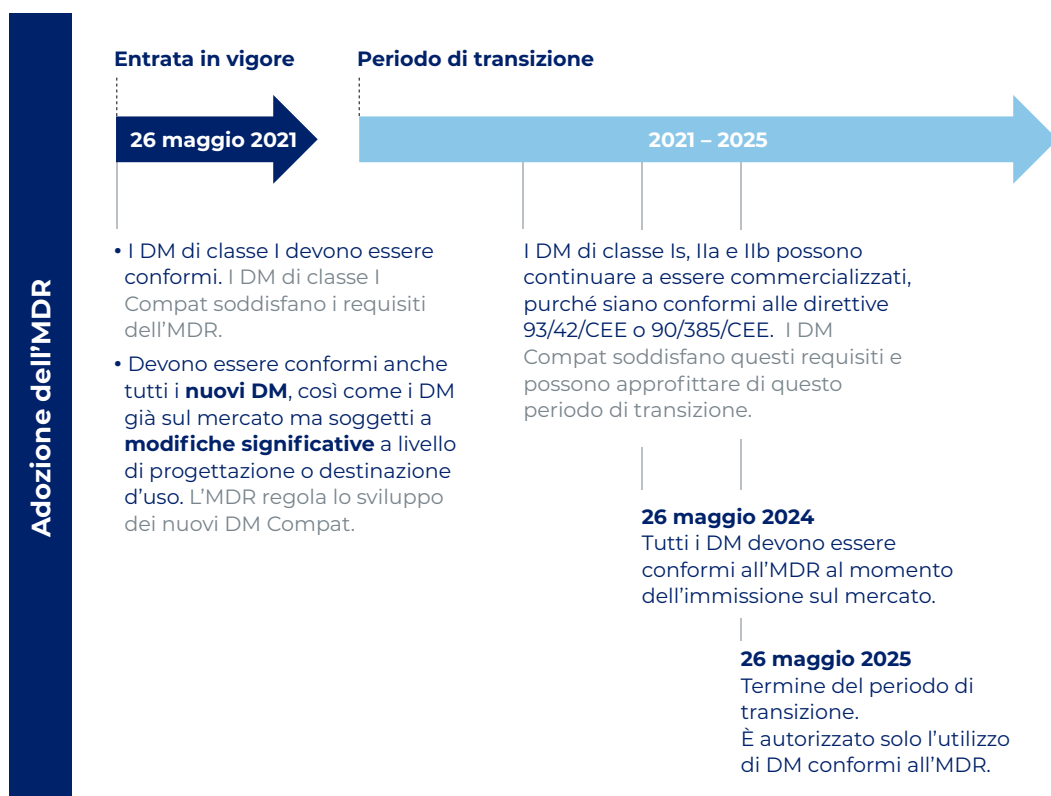 Adozione dell’MDR
Entrata in vigore
26 maggio 2021
• I DM di classe I devono essere
conformi. I DM di classe I
Compat soddisfano i requisiti
dell’MDR.
• Devono essere conformi anche
tutti i nuovi DM, così come i DM
già sul mercato ma soggetti a
modifiche significative a livello
di progettazione o destinazione
d’uso. L’MDR regola lo sviluppo
dei nuovi DM Compat.
Periodo di transizione
2021 – 2025
I DM di classe Is, IIa e IIb possono
continuare a essere commercializzati,
purché siano conformi alle direttive
93/42/CEE o 90/385/CEE. I DM
Compat soddisfano questi requisiti e
possono approfittare di questo
periodo di transizione.
26 maggio 2024
Tutti i DM devono essere
conformi all’MDR al momento
dell’immissione sul mercato.
26 maggio 2025
Termine del periodo di
transizione.
È autorizzato solo l’utilizzo
di DM conformi all’MDR.